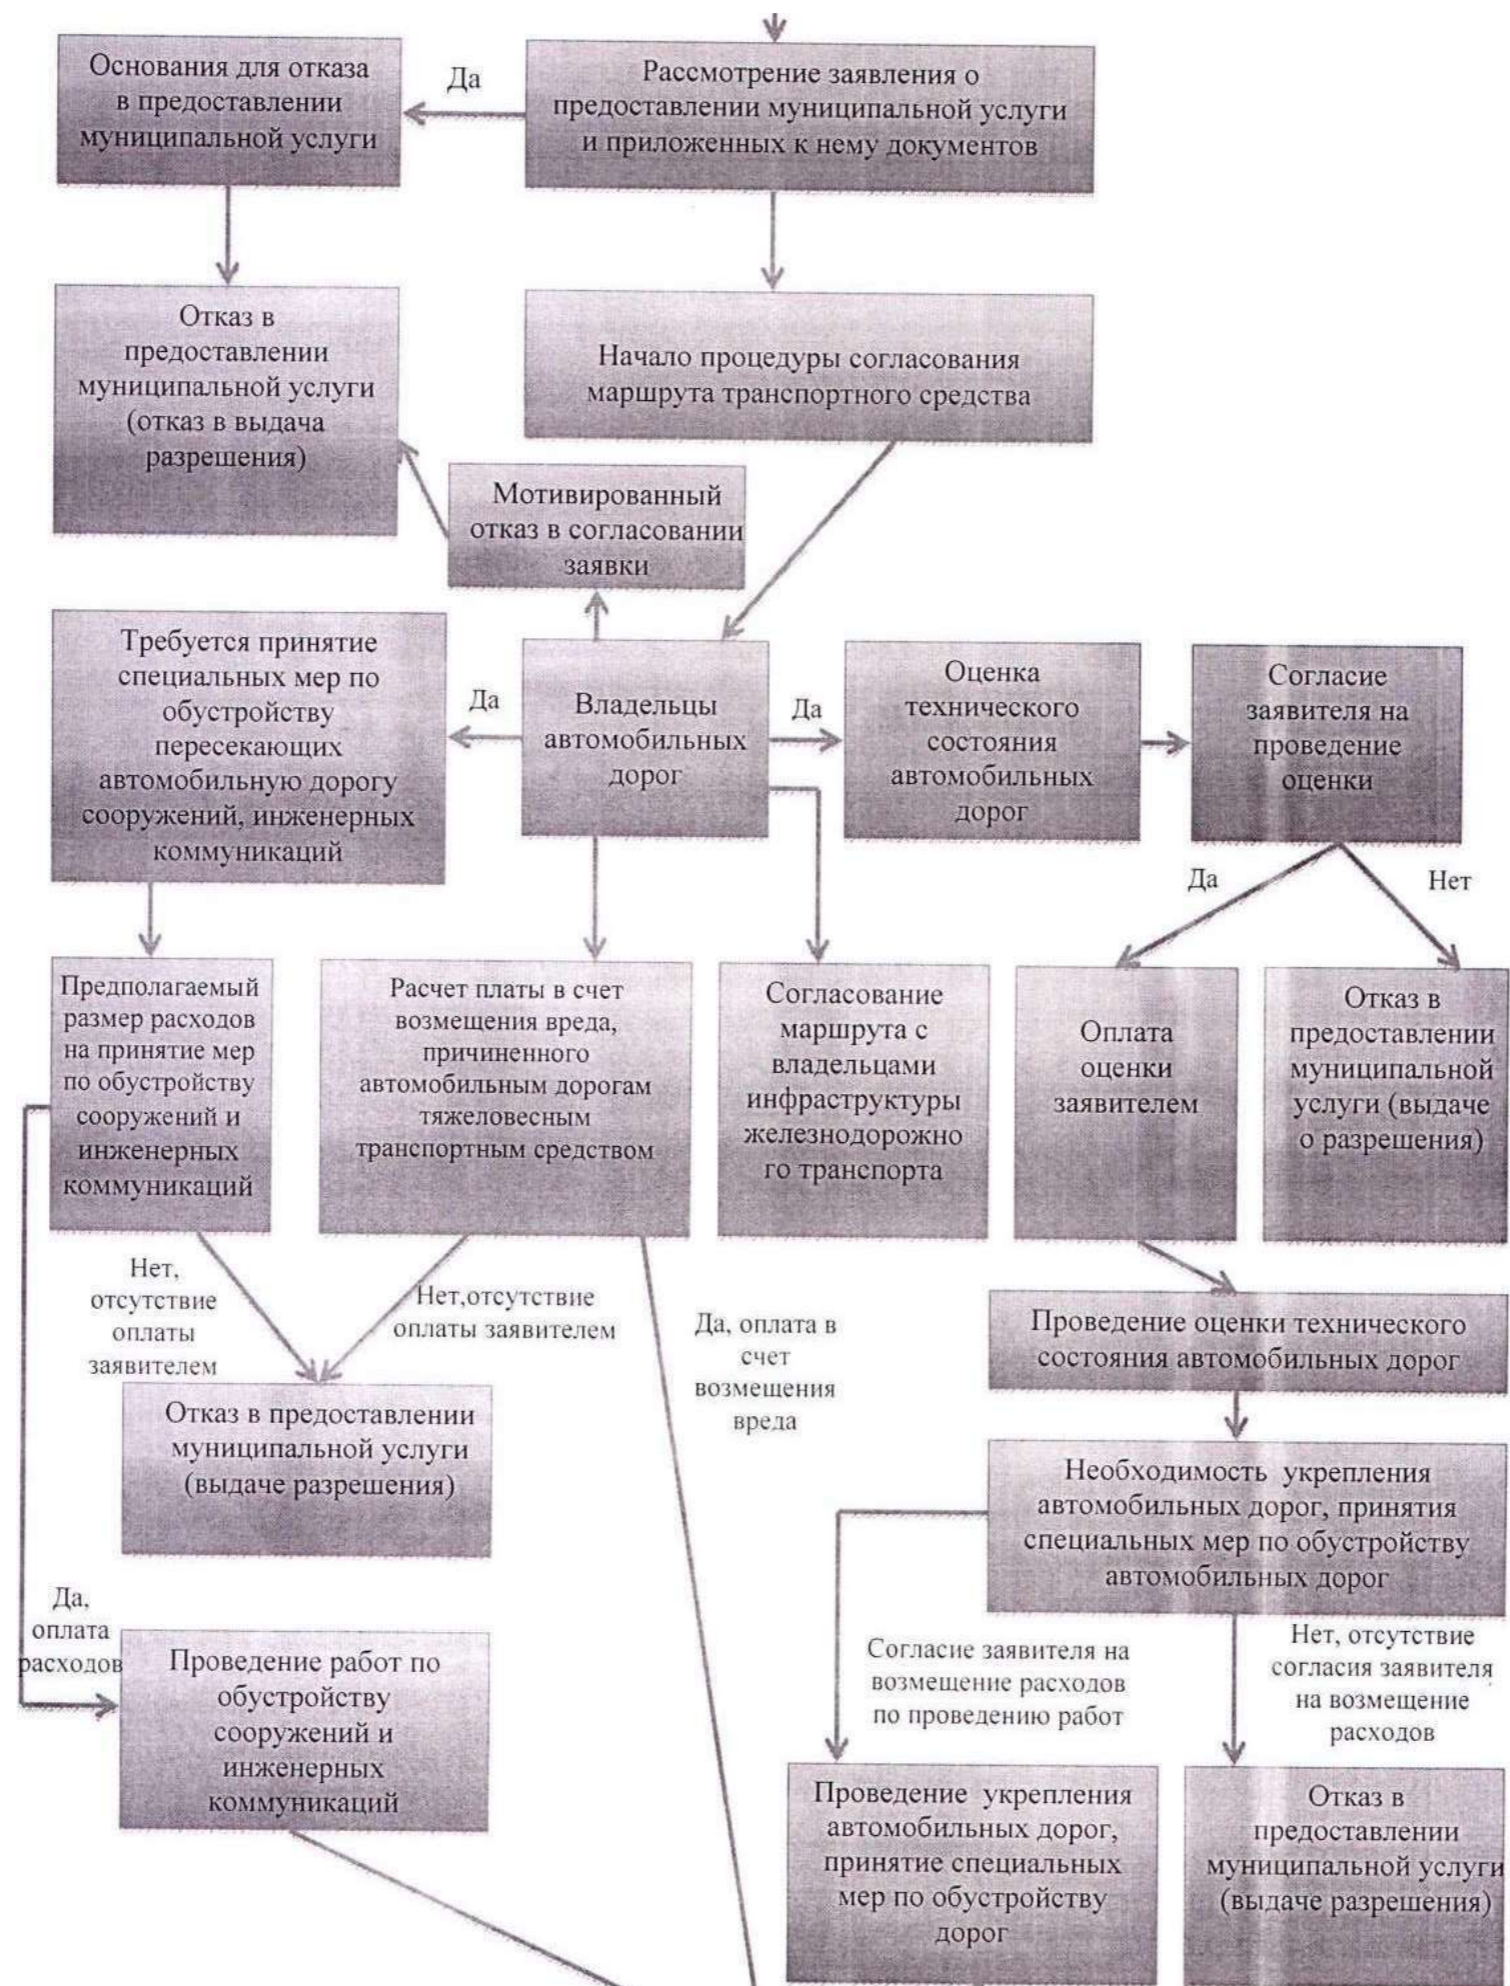 Основания для отказа
в предоставлении
муниципальной услуги
Да
Рассмотрение заявления о
предоставлении муниципальной услуги
и приложенных к нему документов
Отказ в
предоставлении
муниципальной услуги
(отказ в выдача
разрешения)
Начало процедуры согласования
маршрута транспортного средства
Мотивированный
отказ в согласовании
заявки
Требуется принятие
специальных мер по
обустройству
пересекающих
автомобильную дорогу
сооружений, инженерных
коммуникаций
Да
Владельцы
автомобильных
дорог
Да
Оценка
технического
состояния
автомобильных
дорог
Согласие
заявителя на
проведение
оценки
Да
Нет
Предполагаемый
размер расходов
на принятие мер
по обустройству
сооружений и
инженерных
коммуникаций
Расчет платы в счет
возмещения вреда,
причиненного
автомобильным дорогам
тяжеловесным
транспортным средством
Согласование
маршрута с
владельцами
инфраструктуры
железнодорожно
го транспорта
Оплата
оценки
заявителем
Отказ в
предоставлении
муниципальной
услуги (выдаче
о разрешения)
Нет,
отсутствие
оплаты
заявителем
Нет,отсутствие
оплаты заявителем
Да, оплата в
счет
возмещения
вреда
Проведение оценки технического
состояния автомобильных дорог
Отказ в предоставлении
муниципальной услуги
(выдаче разрешения)
Необходимость укрепления
автомобильных дорог, принятия
специальных мер по обустройству
автомобильных дорог
Да,
оплата
расходов
Проведение работ по
обустройству
сооружений и
инженерных
коммуникаций
Согласие заявителя на
возмещение расходов
по проведению работ
Нет, отсутствие
согласия заявителя
на возмещение
расходов
Проведение укрепления
автомобильных дорог,
принятие специальных
мер по обустройству
дорог
Отказ в
предоставлении
муниципальной услуги
(выдаче разрешения)